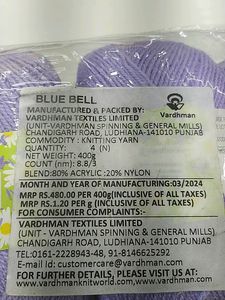 BLUE BELL
MANUFACTURED & PACKED BY:
VARDHMAN TEXTILES LIMITED
(UNIT-VARDHMAN SPINNING & GENERAL MILLS)
CHANDIGARH ROAD, LUDHIANA-141010 PUNJAB
COMMODITY : KNITTING YARN
QUANTITY: 4 (N)
NET WEIGHT: 400g
COUNT (N): 8.8/3
BLEND:80% ACRYLIC :20% NYLON
Vardhman
MONTH AND YEAR OF MANUFACTURING:03/2024
MRP RS.480.00 PER 400g(INCLUSIVE OF ALL TAXES)
MRP RS.1.20 PER g (INCLUSIVE OF ALL TAXES)
FOR CONSUMER COMPLAINTS:-
VARDHMAN TEXTILES LIMITED
(UNIT - VARDHMAN SPINNING & GENERAL MILLS)
CHANDIGARH ROAD, LUDHIANA-141010 PUNJAB
TEL No:0161-2228943-48, 91-8146625292
E-mail Id: customercare@vardhman.com
FOR FURTHER DETAILS, PLEASE VISIT US AT:
www.vardhmanknitworld.com, www.vardhman.com